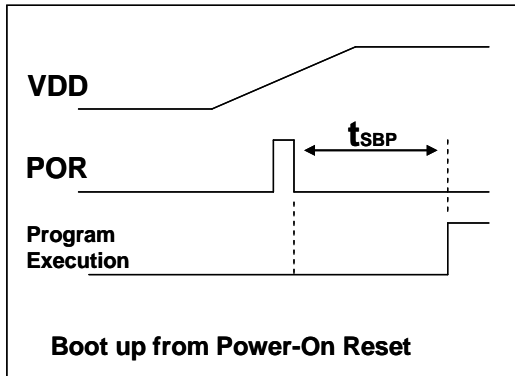 VDD
tSBP
POR
Program
Execution
Boot up from Power-On Reset